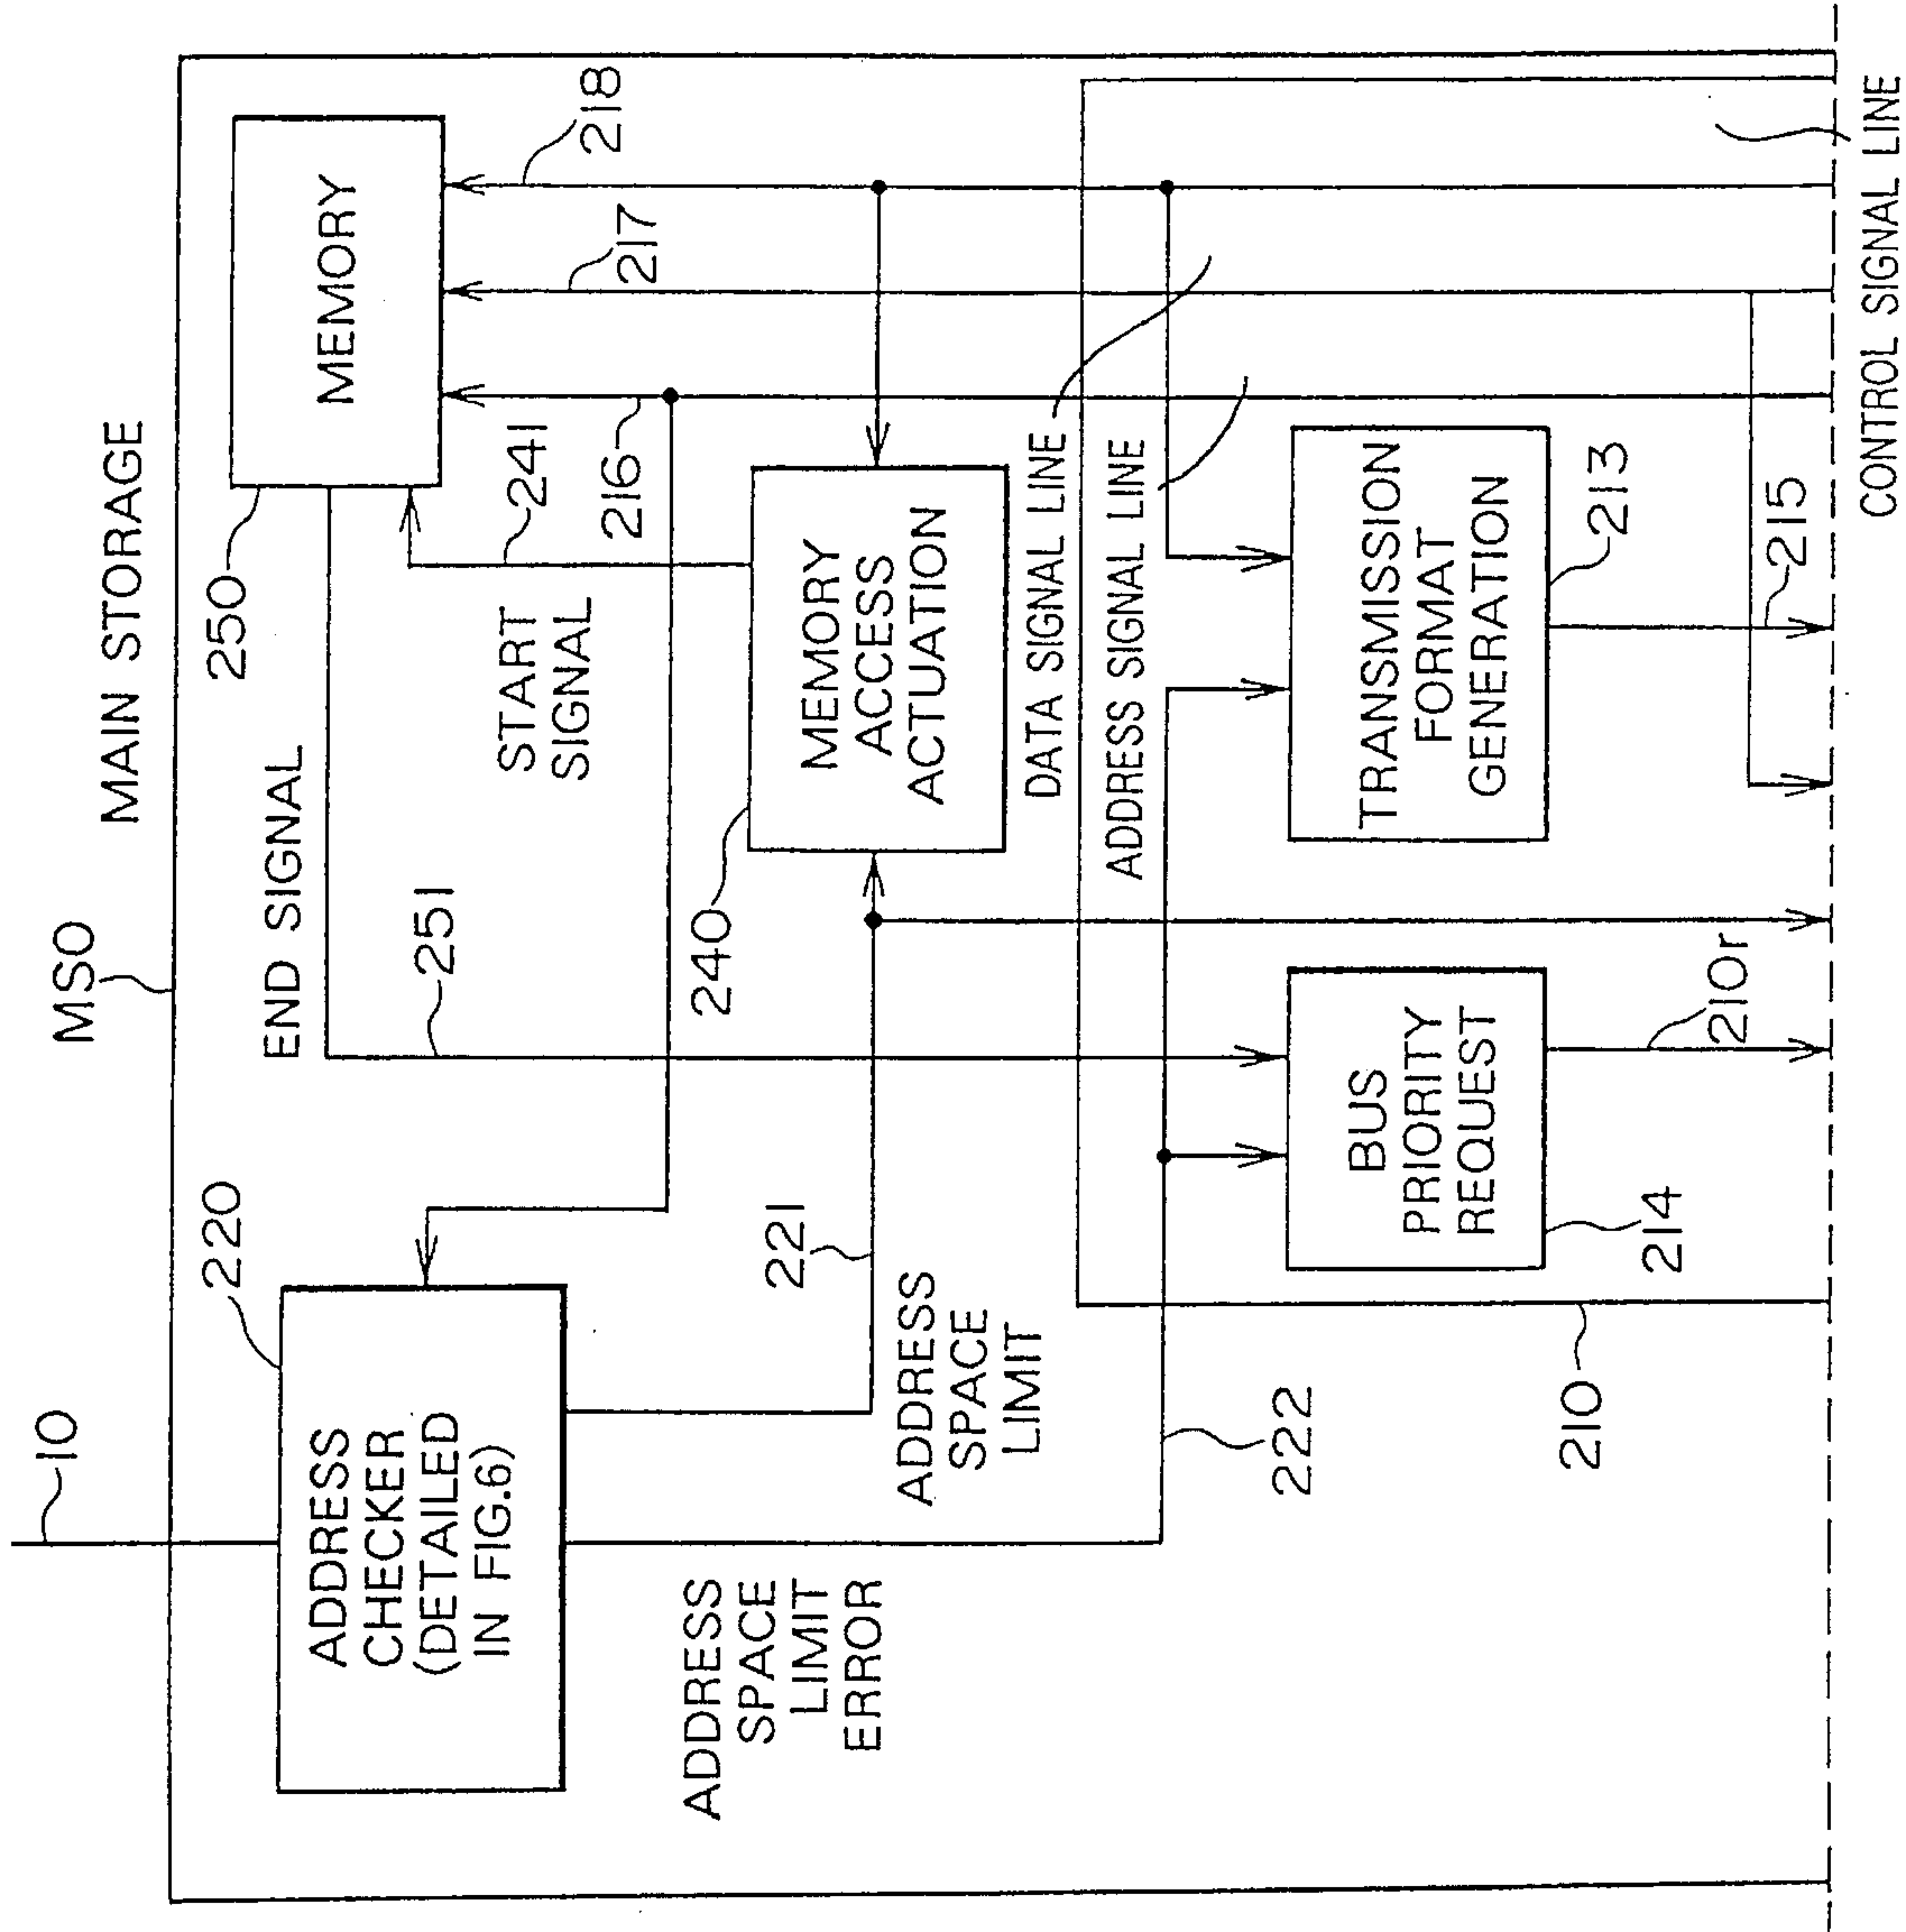 10
MSO
MAIN STORAGE
220
250
END SIGNAL
ADDRESS
CHECKER
(DETAILED
IN FIG.6)
MEMORY
251
START
SIGNAL
241
216
217
218
ADDRESS
SPACE
LIMIT
ERROR
221
240
MEMORY
ACCESS
ACTUATION
ADDRESS
SPACE
LIMIT
DATA SIGNAL LINE
ADDRESS SIGNAL LINE
222
BUS
PRIORITY
REQUEST
TRANSMISSION
FORMAT
GENERATION
210
214
213
210r
215
CONTROL SIGNAL LINE